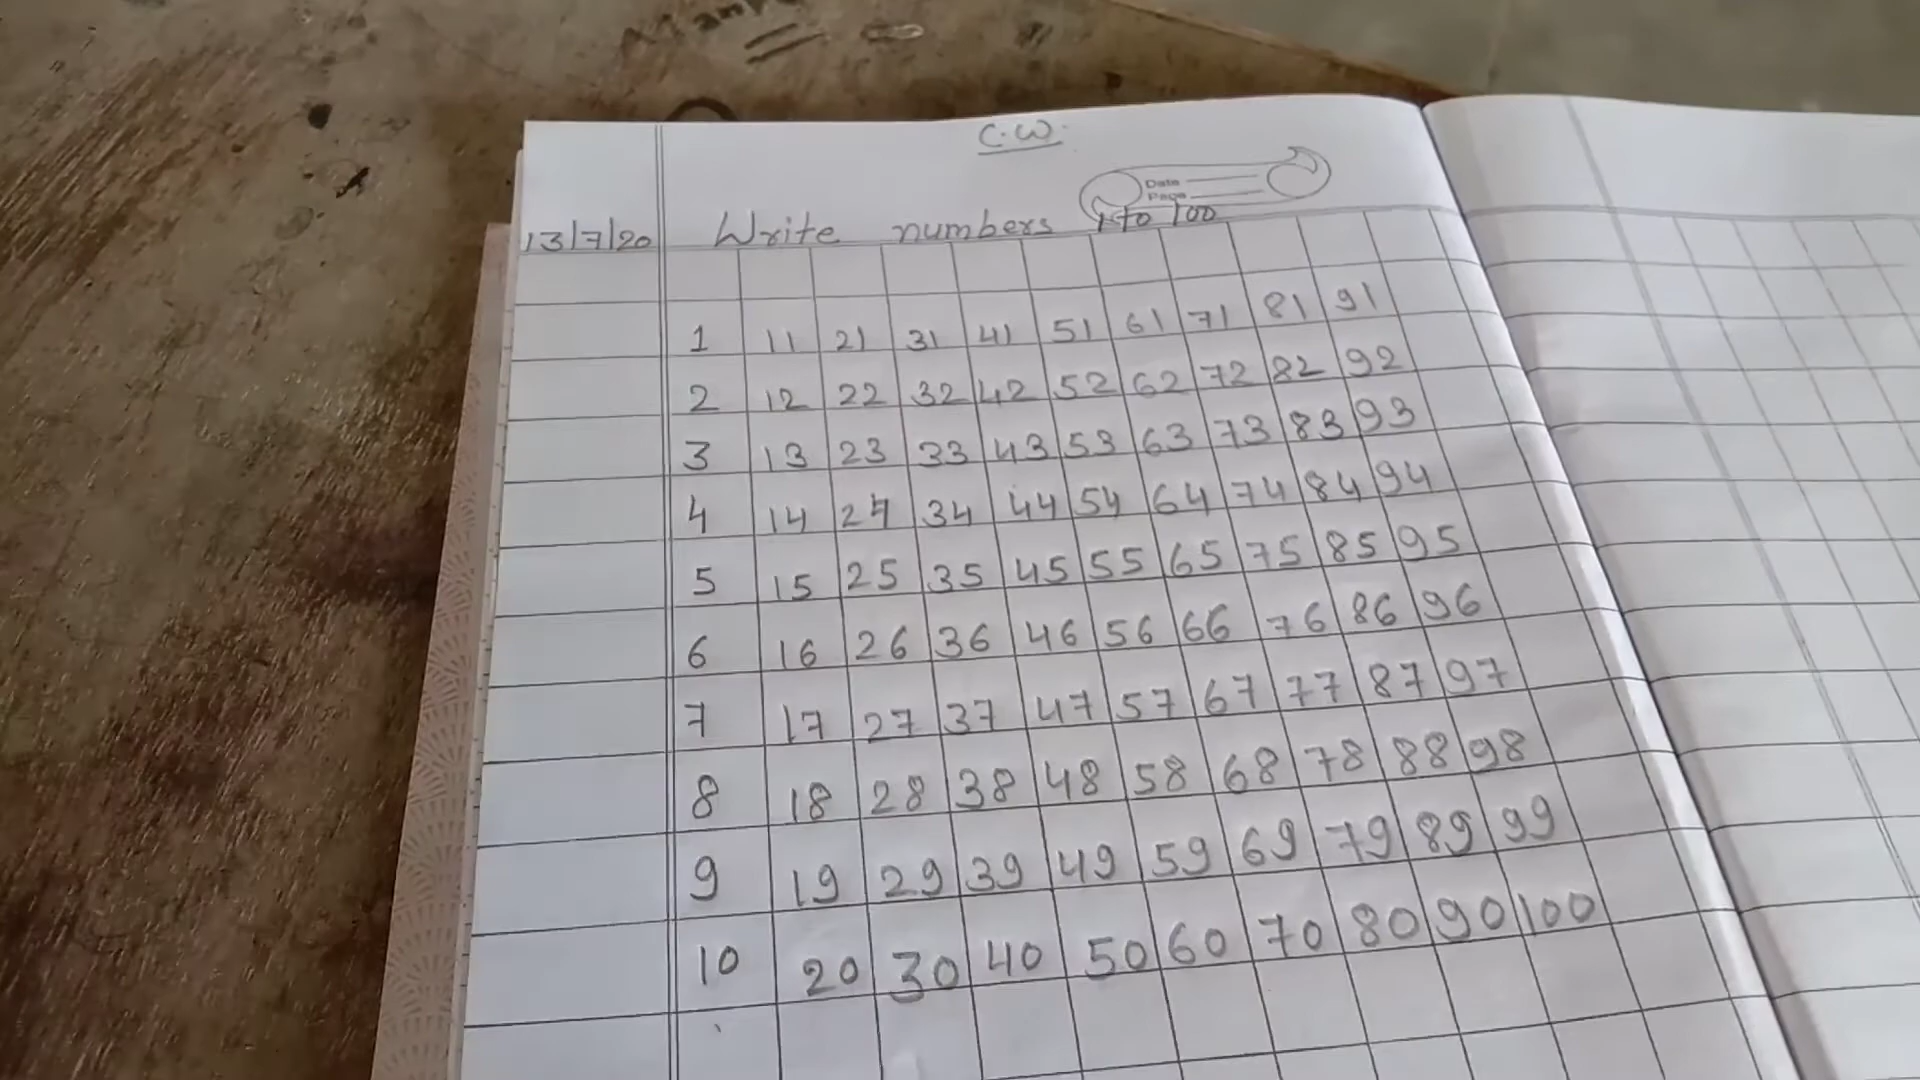 Man
C.W.
Date
Page
13/7/20 Write numbers 1 to 100
1 11 21 31 41 51 61 71 81 91
2 12 22 32 42 52 62 72 82 92
3 13 23 33 43 53 63 73 83 93
4 14 24 34 44 54 64 74 84 94
5 15 25 35 45 55 65 75 85 95
6 16 26 36 46 56 66 76 86 96
7 17 27 37 47 57 67 77 87 97
8 18 28 38 48 58 68 78 88 98
9 19 29 39 49 59 69 79 89 99
10 20 30 40 50 60 70 80 90 100